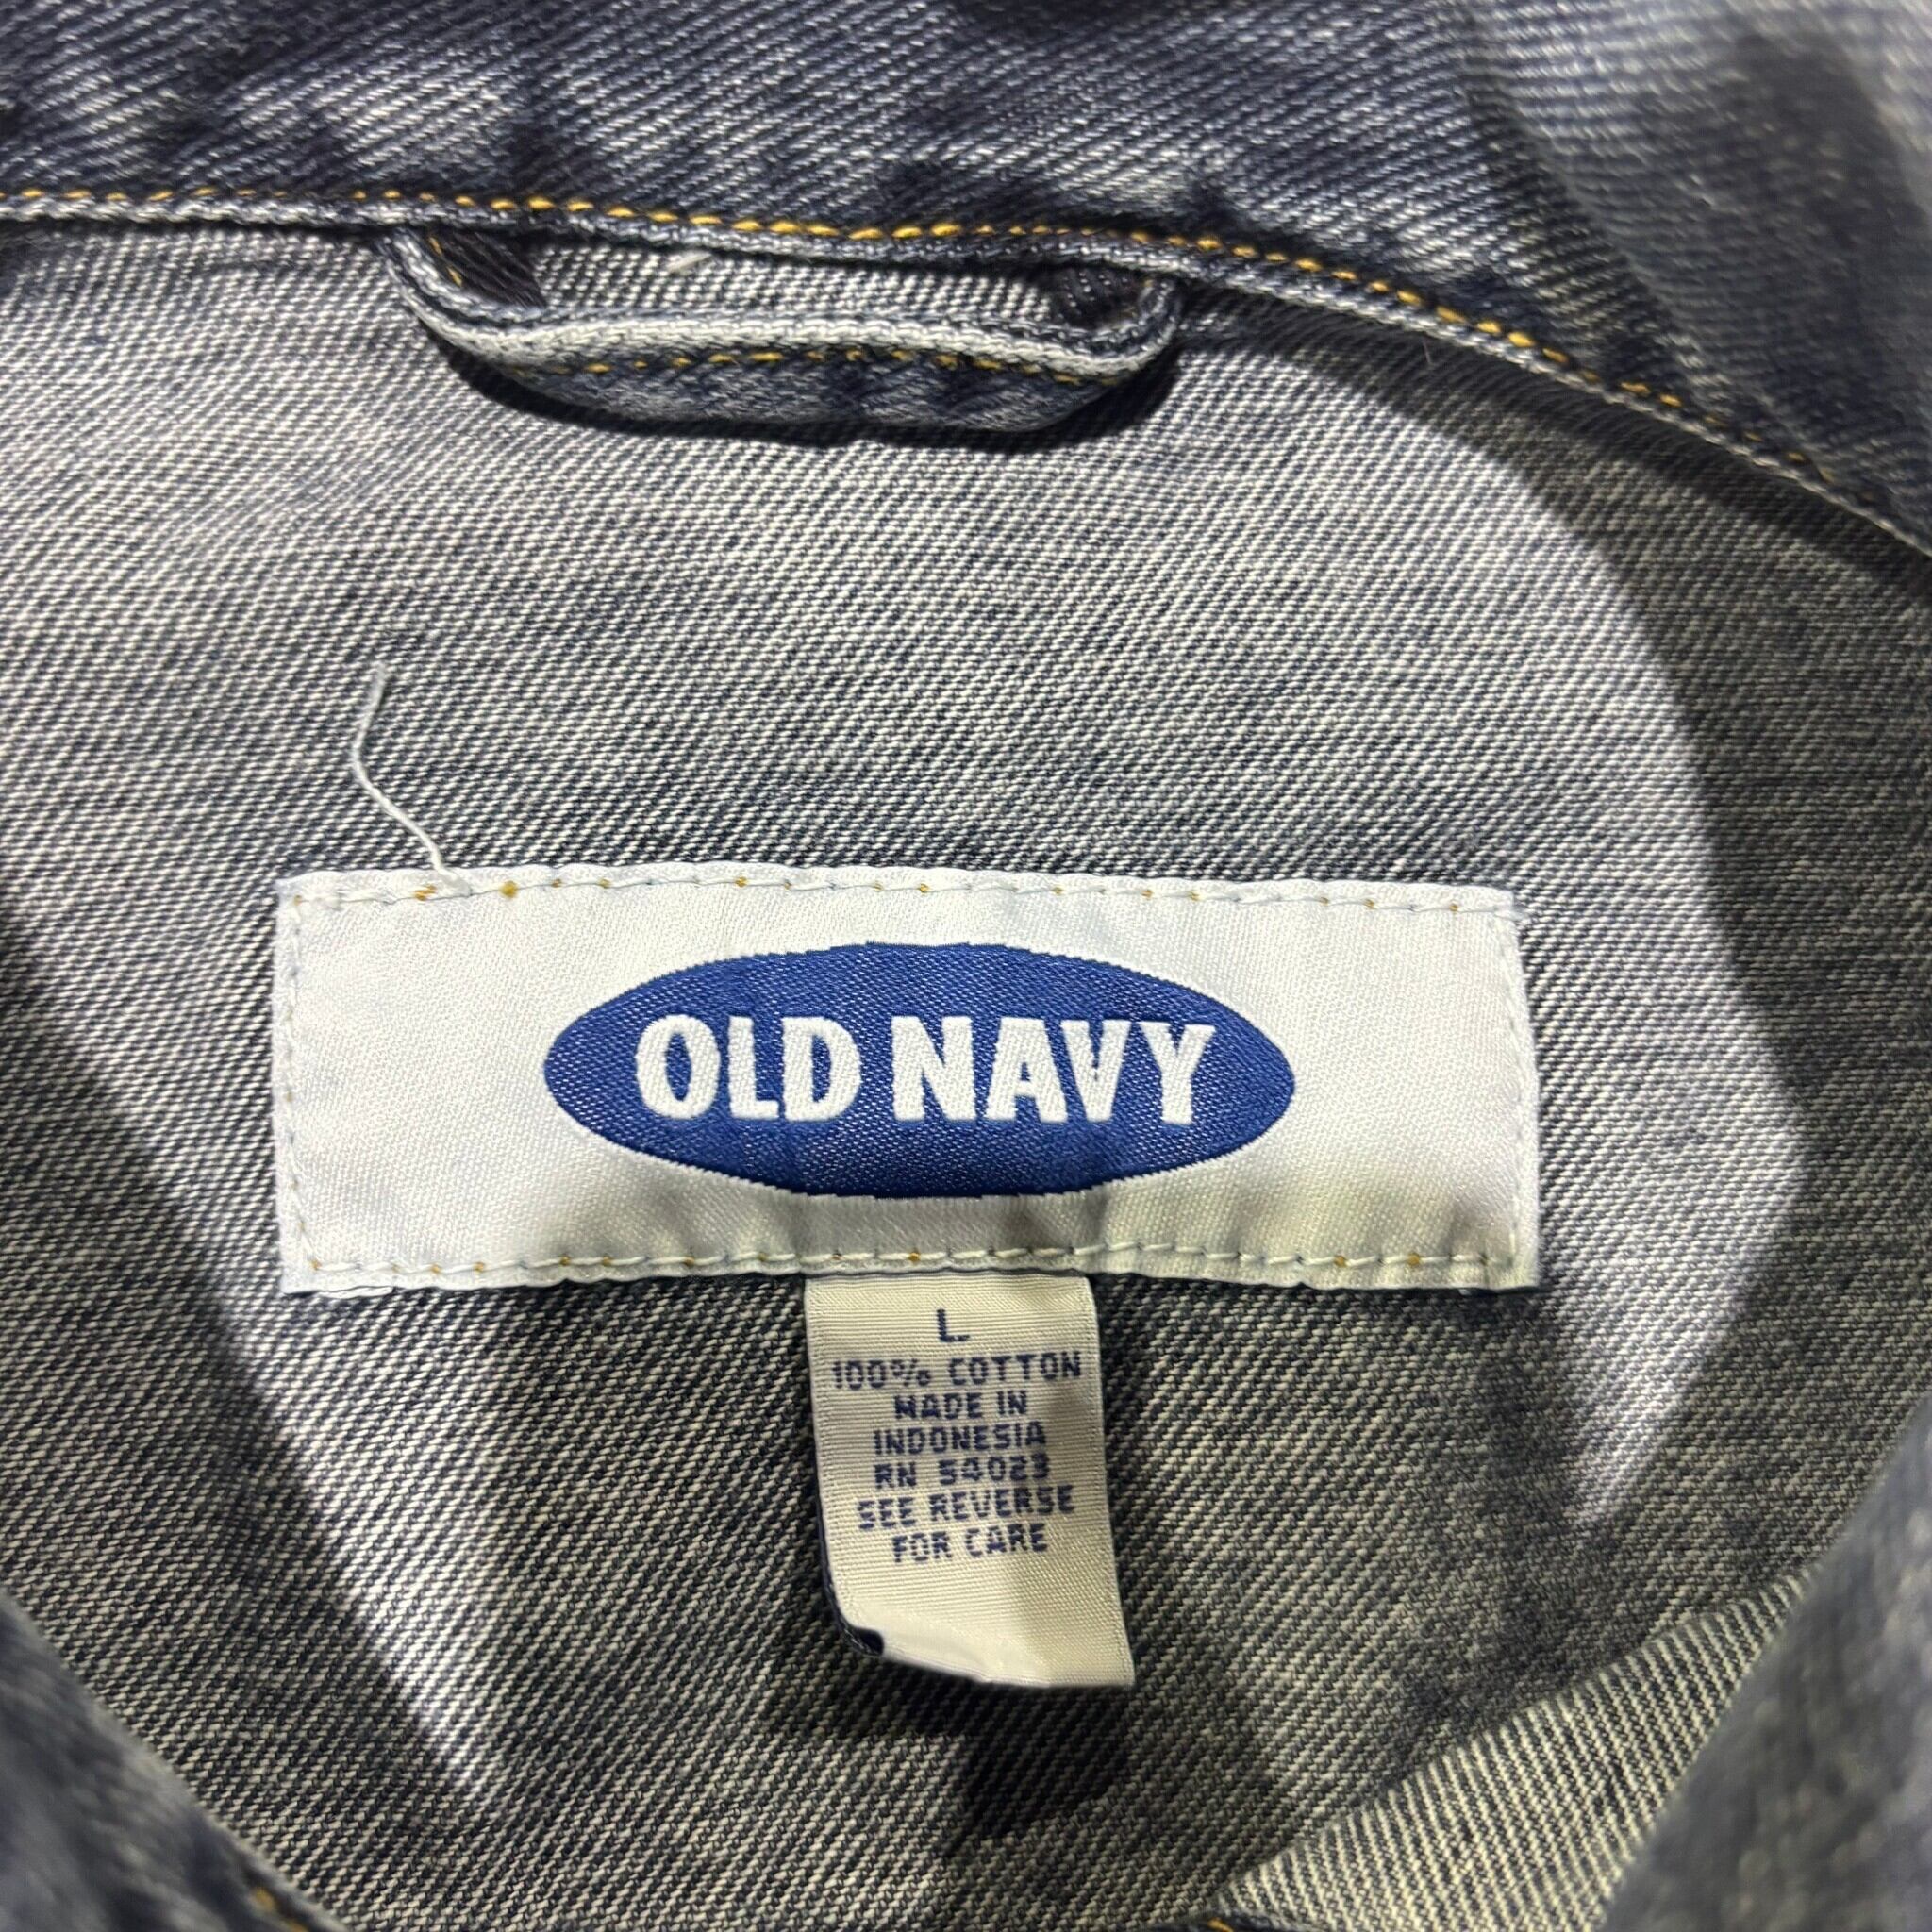 OLD NAVY
L
100% COTTON
MADE IN
INDONESIA
RN 54023
SEE REVERSE
FOR CARE